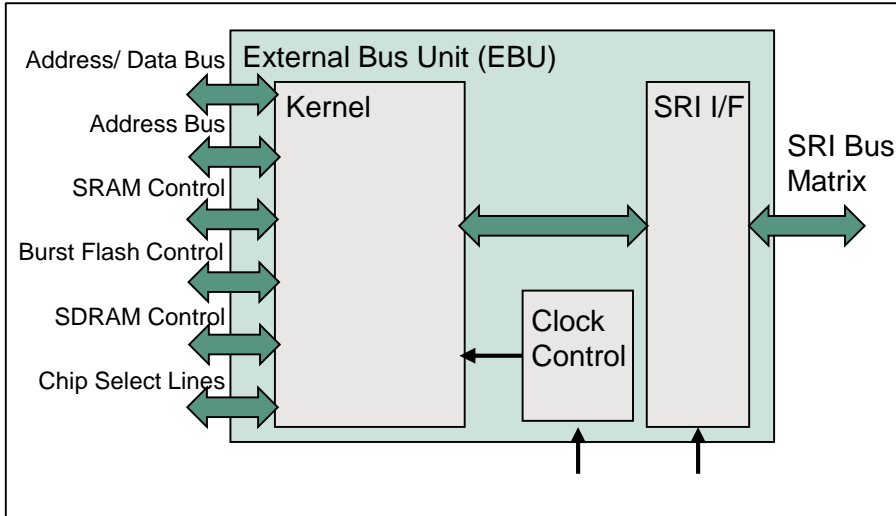 External Bus Unit (EBU)
Address/ Data Bus
Address Bus
SRAM Control
Burst Flash Control
SDRAM Control
Chip Select Lines
Kernel
SRI I/F
Clock
Control
SRI Bus
Matrix